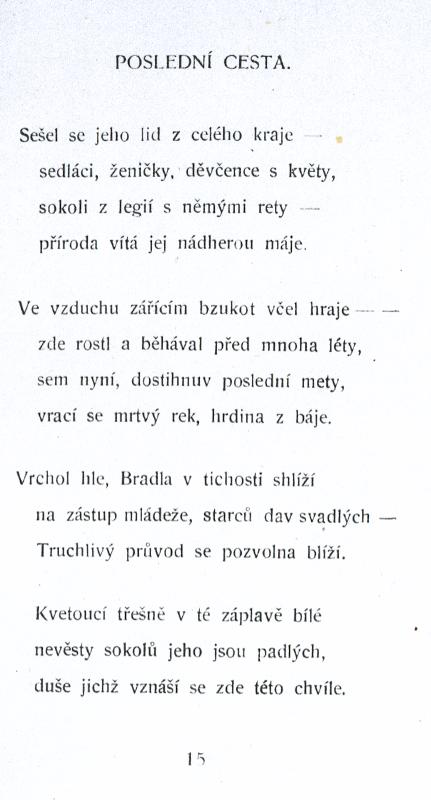 POSLEDNÍ CESTA.
Sešel se jeho lid z celého kraje —
sedláci, ženičky, děvčence s květy,
sokoli z legií s němými rety —
příroda vítá jej nádherou máje.
Ve vzduchu zářícím bzukot včel hraje — —
zde rostl a běhával před mnoha léty,
sem nyní, dostihnuv poslední mety,
vrací se mrtvý rek, hrdina z báje.
Vrchol hle, Bradla v tichosti shlíží
na zástup mládeže, starců dav svadlých —
Truchlivý průvod se pozvolna blíží.
Kvetoucí třešně v té záplavě bílé
nevěsty sokolů jeho jsou padlých,
duše jichž vznáší se zde této chvíle.
15